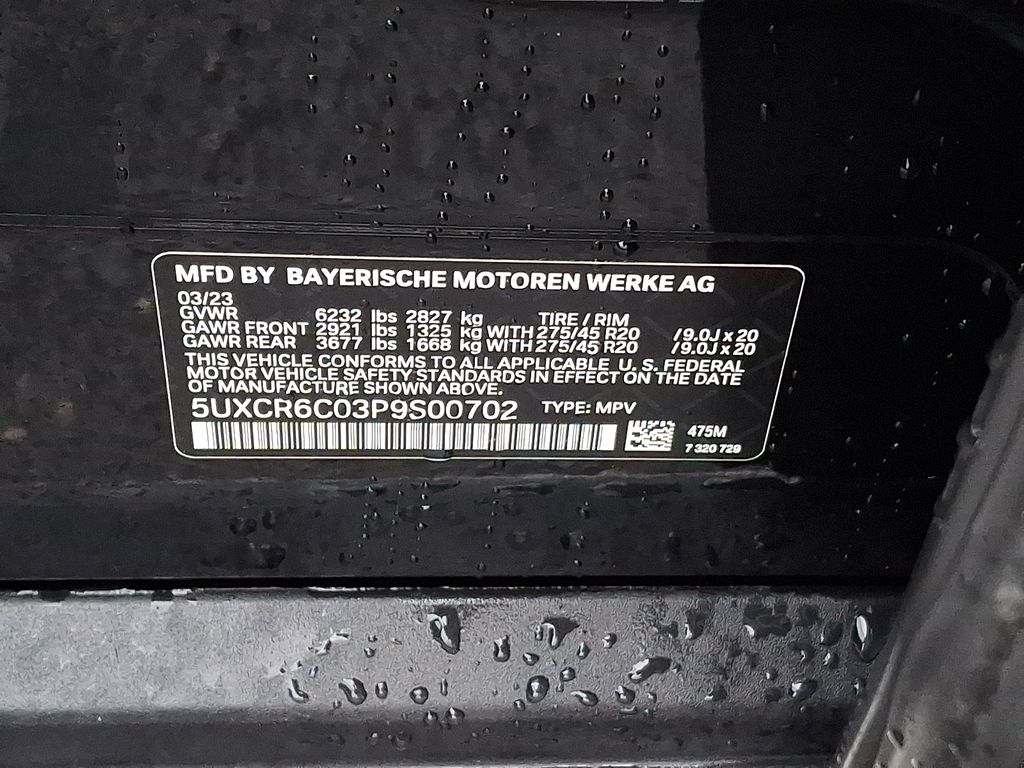 MFD BY BAYERISCHE MOTOREN WERKE AG
03/23
GVWR 6232 lbs 2827 kg TIRE / RIM
GAWR FRONT 2921 lbs 1325 kg WITH 275/45 R20 /9.0J x 20
GAWR REAR 3677 lbs 1668 kg WITH 275/45 R20 /9.0J x 20
THIS VEHICLE CONFORMS TO ALL APPLICABLE U. S. FEDERAL
MOTOR VEHICLE SAFETY STANDARDS IN EFFECT ON THE DATE
OF MANUFACTURE SHOWN ABOVE.
5UXCR6C03P9S00702 TYPE: MPV
475M
7 320 729